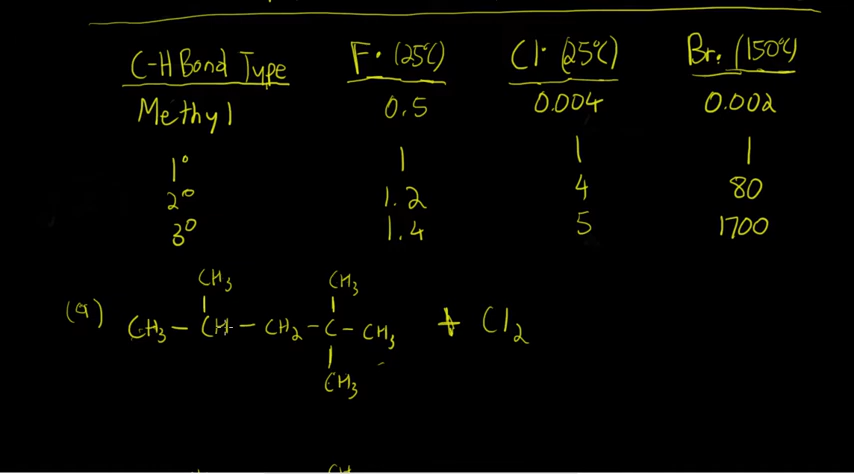 C-H Bond Type F· (25°C) Cl· (25°C) Br· (150°C)
Methyl 0.5 0.004 0.002
1° 1 1 1
2° 1.2 4 80
3° 1.4 5 1700
CH3 CH3
(a) CH3 - CH - CH2 - C - CH3 + Cl2
CH3